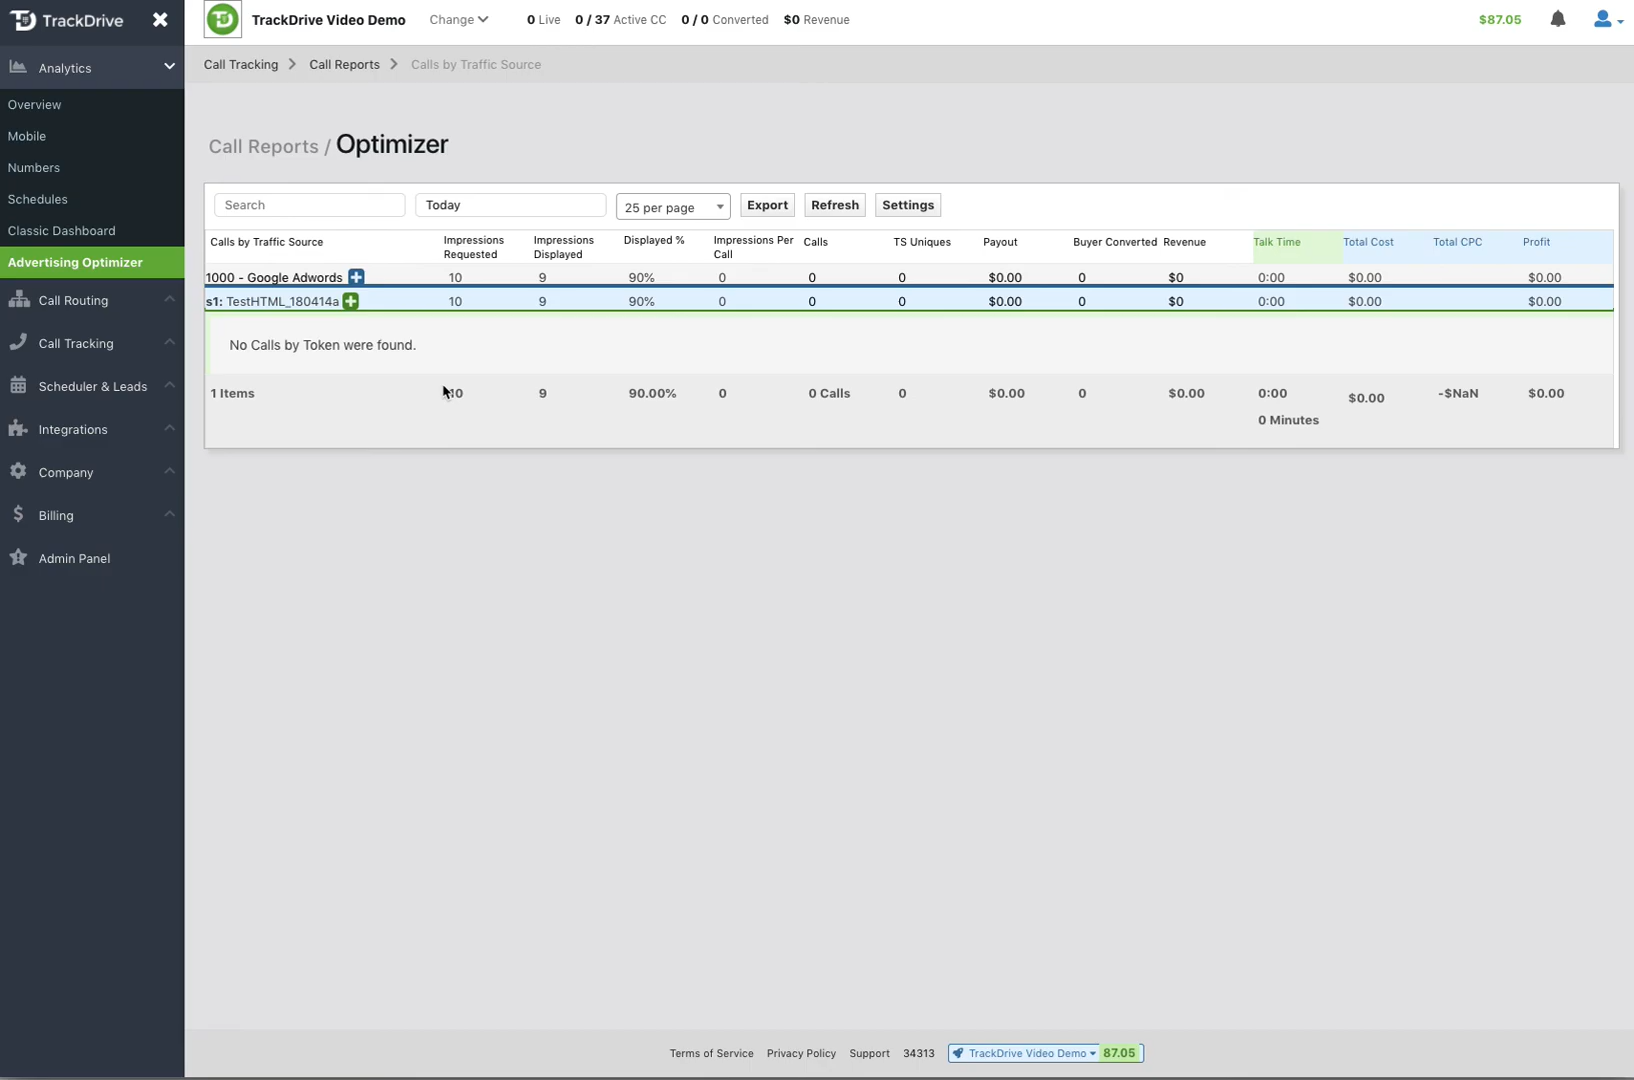 TrackDrive
TrackDrive Video Demo Change 0 Live 0 / 37 Active CC 0 / 0 Converted $0 Revenue $87.05
Analytics
Call Tracking Call Reports Calls by Traffic Source
Overview
Mobile
Numbers
Schedules
Classic Dashboard
Advertising Optimizer
Call Routing
Call Tracking
Scheduler & Leads
Integrations
Company
Billing
Admin Panel
Call Reports / Optimizer
Search Today 25 per page Export Refresh Settings
Calls by Traffic Source Impressions Requested Impressions Displayed Displayed % Impressions Per Call Calls TS Uniques Payout Buyer Converted Revenue Talk Time Total Cost Total CPC Profit
1000 - Google Adwords 10 9 90% 0 0 0 $0.00 0 $0 0:00 $0.00 $0.00
s1: TestHTML_180414a 10 9 90% 0 0 0 $0.00 0 $0 0:00 $0.00 $0.00
No Calls by Token were found.
1 Items 10 9 90.00% 0 0 Calls 0 $0.00 0 $0.00 0:00 $0.00 -$NaN $0.00
0 Minutes
Terms of Service Privacy Policy Support 34313 TrackDrive Video Demo 87.05